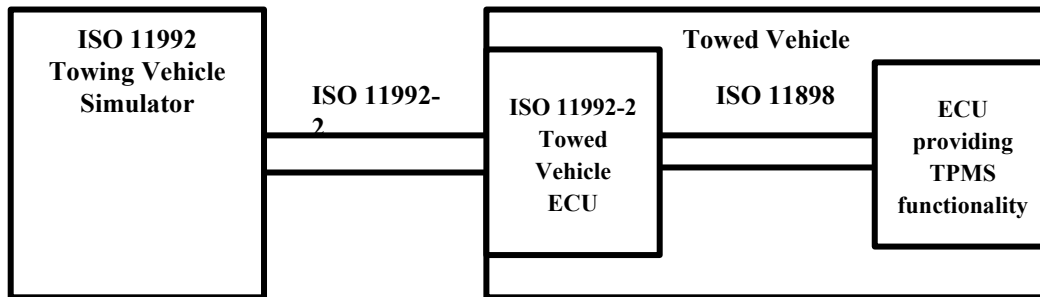 ISO 11992
Towing Vehicle
Simulator
ISO 11992-
2
Towed Vehicle
ISO 11992-2
Towed
Vehicle
ECU
ISO 11898
ECU
providing
TPMS
functionality